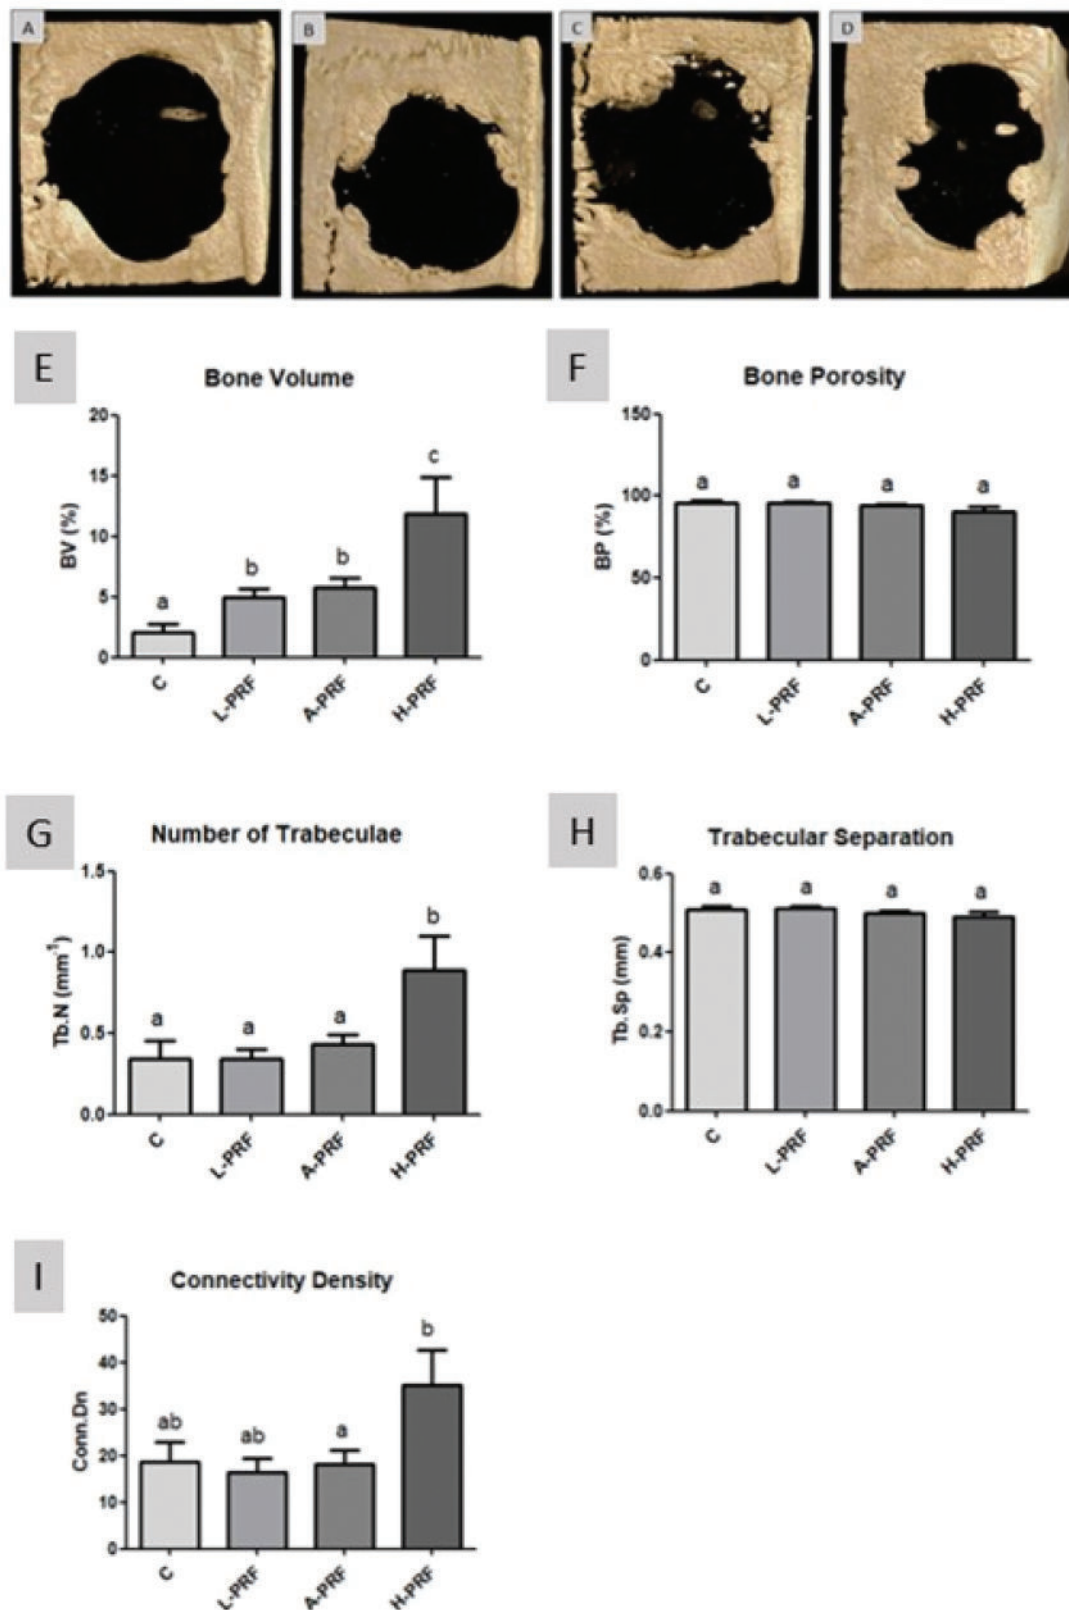 A
B
C
D
E
Bone Volume
20
15
10
5
0
BV (%)
a
b
b
c
C
L-PRF
A-PRF
H-PRF
F
Bone Porosity
150
100
50
0
BP (%)
a
a
a
a
C
L-PRF
A-PRF
H-PRF
G
Number of Trabeculae
1.5
1.0
0.5
0.0
Tb.N (mm⁻¹)
a
a
a
b
C
L-PRF
A-PRF
H-PRF
H
Trabecular Separation
0.6
0.4
0.2
0.0
Tb.Sp (mm)
a
a
a
a
C
L-PRF
A-PRF
H-PRF
I
Connectivity Density
50
40
30
20
10
0
Conn.Dn
ab
ab
a
b
C
L-PRF
A-PRF
H-PRF